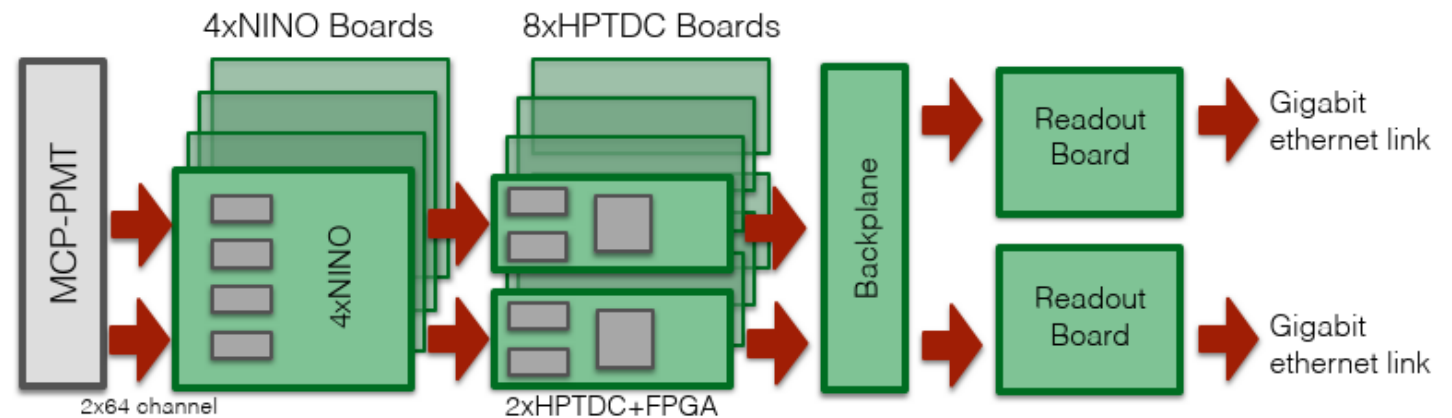 4xNINO Boards
8xHPTDC Boards
MCP-PMT
4xNINO
Backplane
Readout
Board
Gigabit
ethernet link
Readout
Board
Gigabit
ethernet link
2x64 channel
2xHPTDC+FPGA